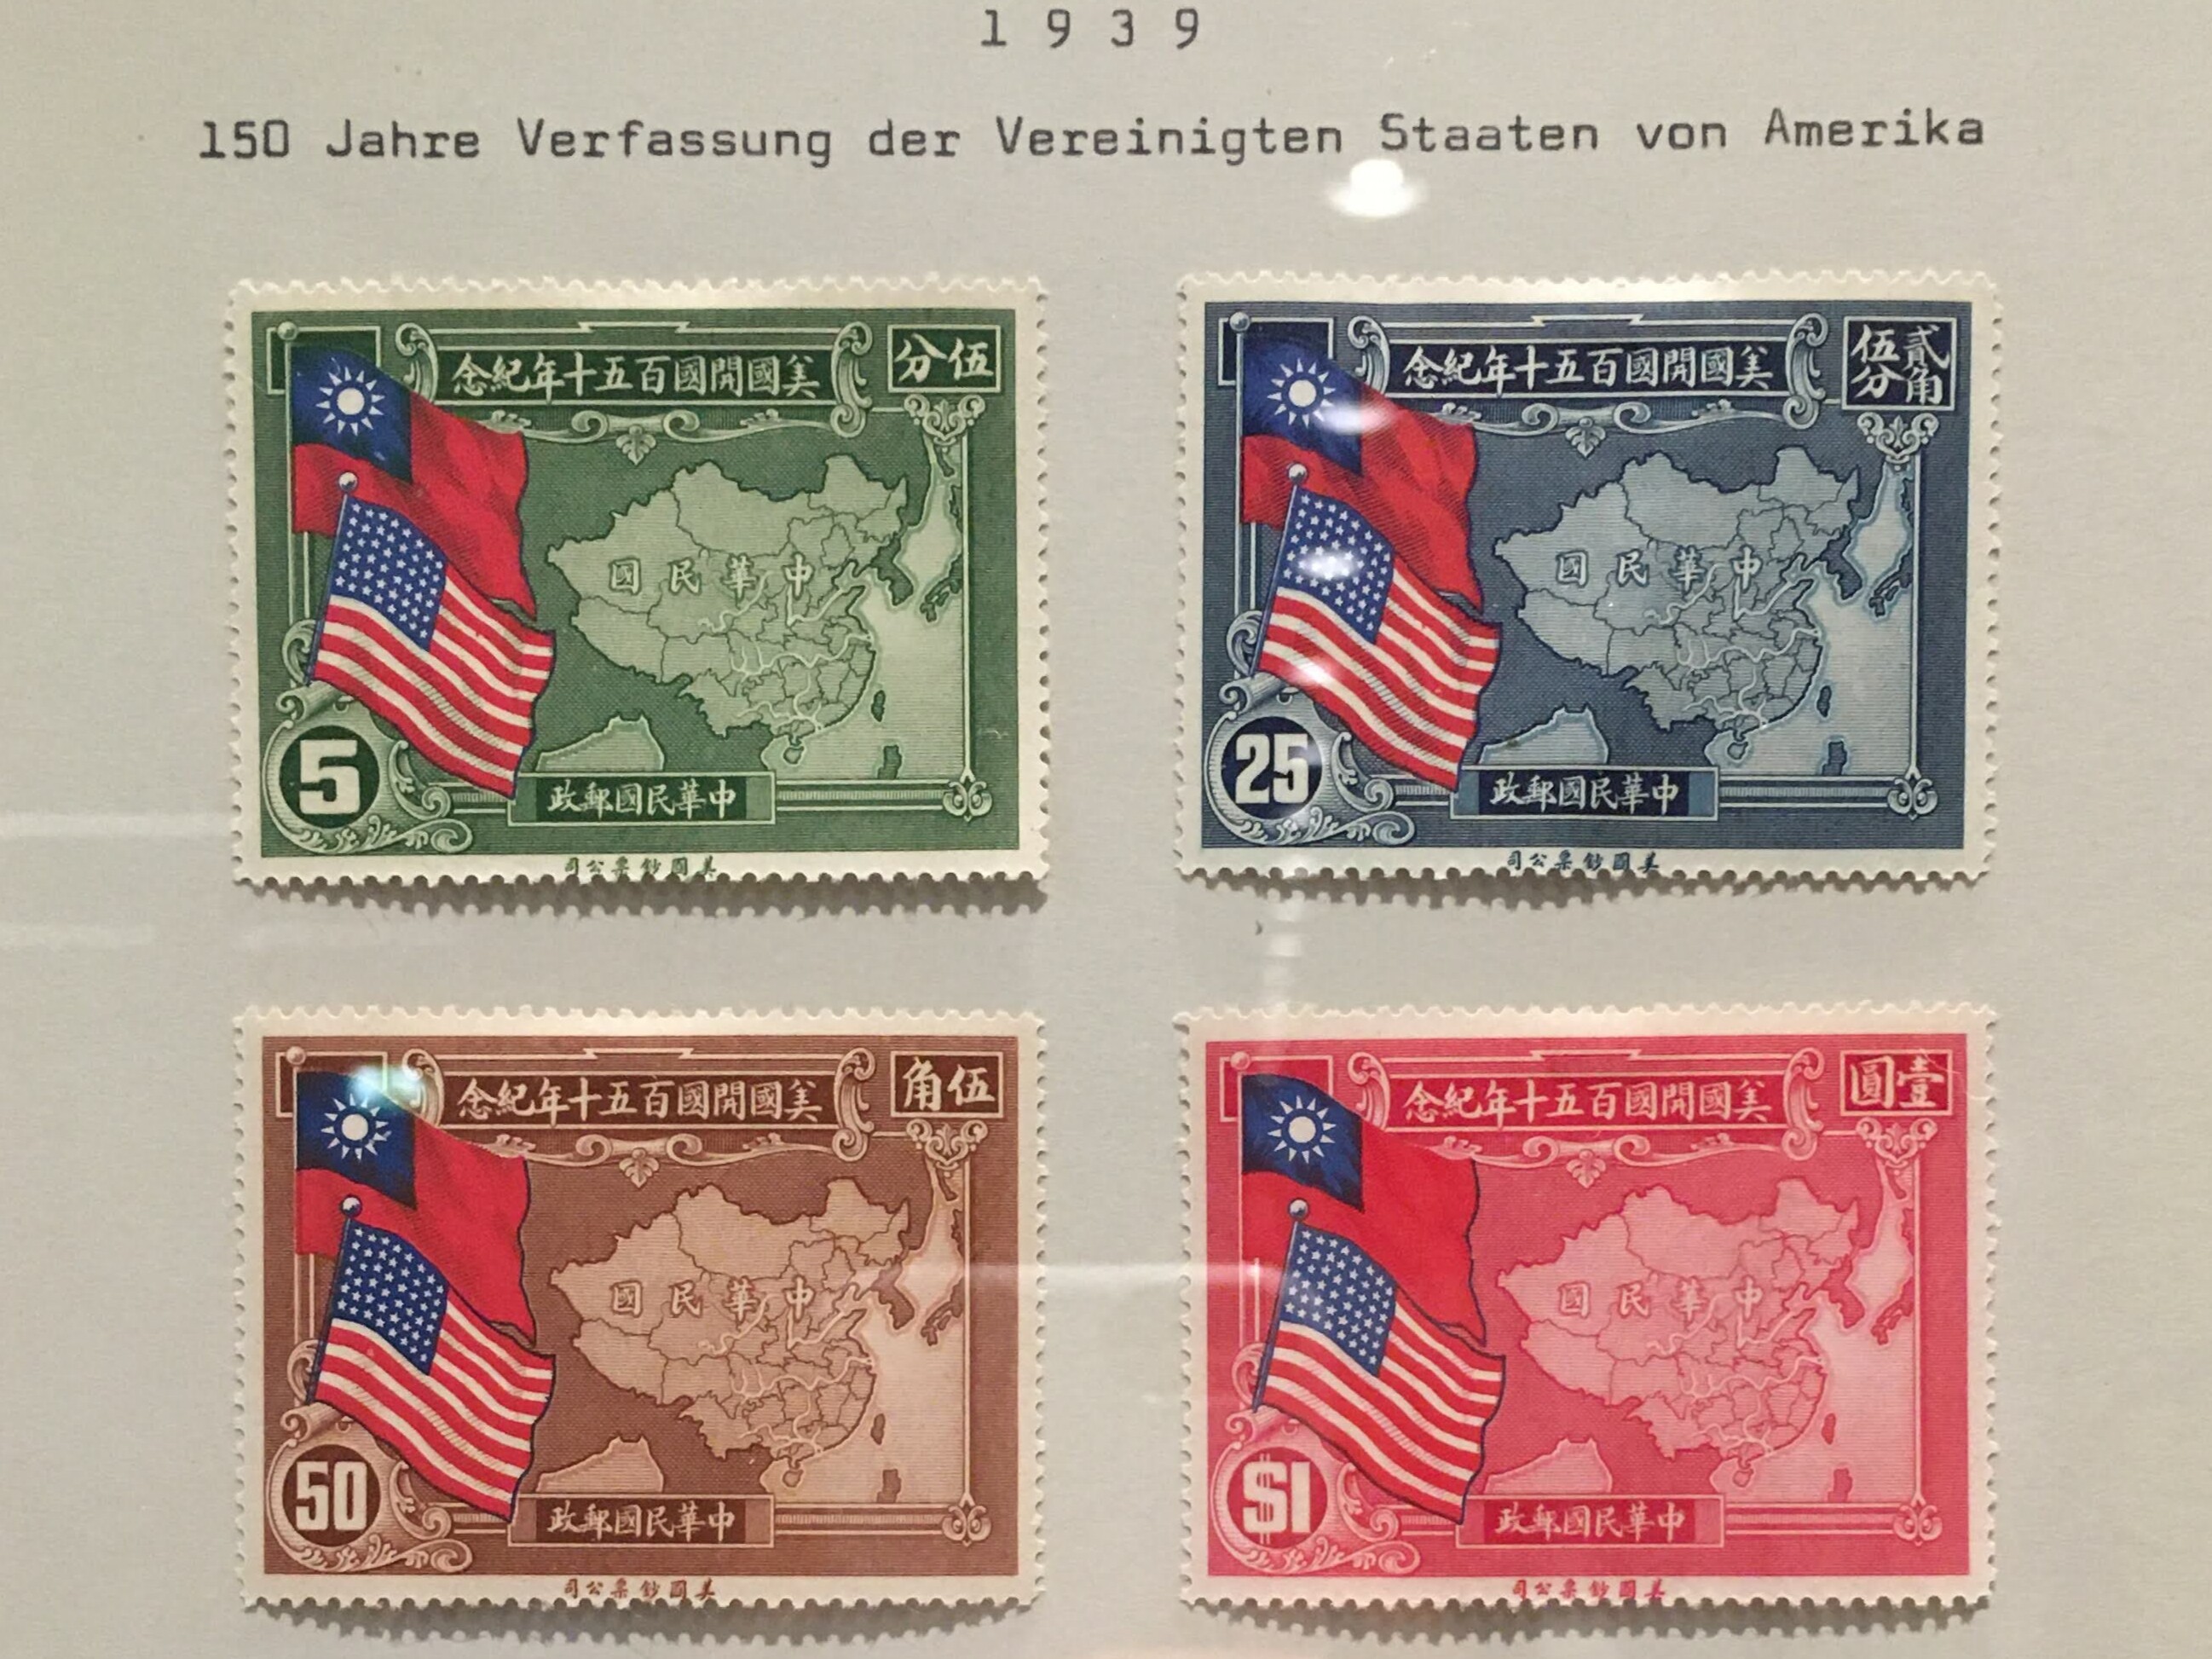 1939
150 Jahre Verfassung der Vereinigten Staaten von Amerika
美國開國百五十年紀念
伍分
中華民國
5
中華民國郵政
美國鈔票公司
美國開國百五十年紀念
貳角
伍分
中華民國
25
中華民國郵政
美國鈔票公司
美國開國百五十年紀念
伍角
中華民國
50
中華民國郵政
美國鈔票公司
美國開國百五十年紀念
壹圓
中華民國
$1
中華民國郵政
美國鈔票公司